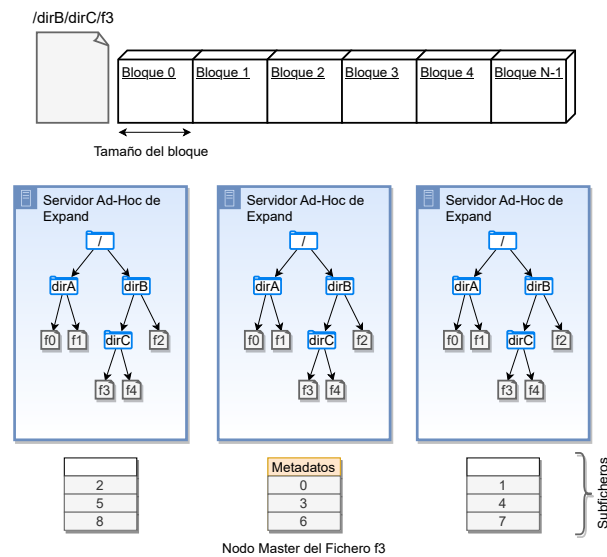 /dirB/dirC/f3
Bloque 0 Bloque 1 Bloque 2 Bloque 3 Bloque 4 Bloque N-1
Tamaño del bloque
Servidor Ad-Hoc de
Expand
/
dirA dirB
f0 f1 dirC f2
f3 f4
Servidor Ad-Hoc de
Expand
/
dirA dirB
f0 f1 dirC f2
f3 f4
Servidor Ad-Hoc de
Expand
/
dirA dirB
f0 f1 dirC f2
f3 f4
2
5
8
Metadatos
0
3
6
1
4
7
Subficheros
Nodo Master del Fichero f3